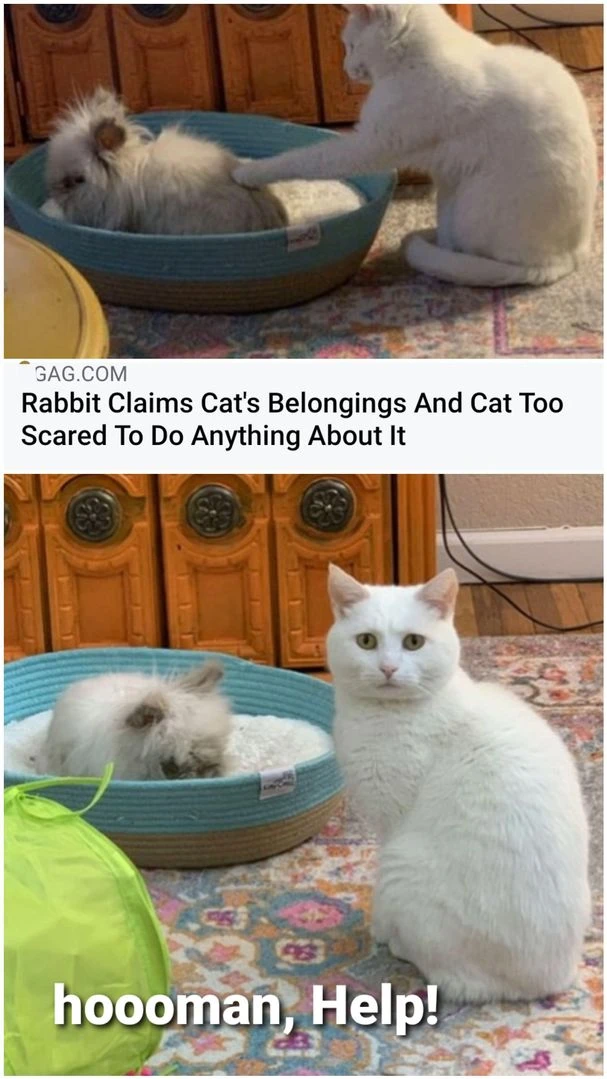 GAG.COM
Rabbit Claims Cat's Belongings And Cat Too
Scared To Do Anything About It
hoooman, Help!